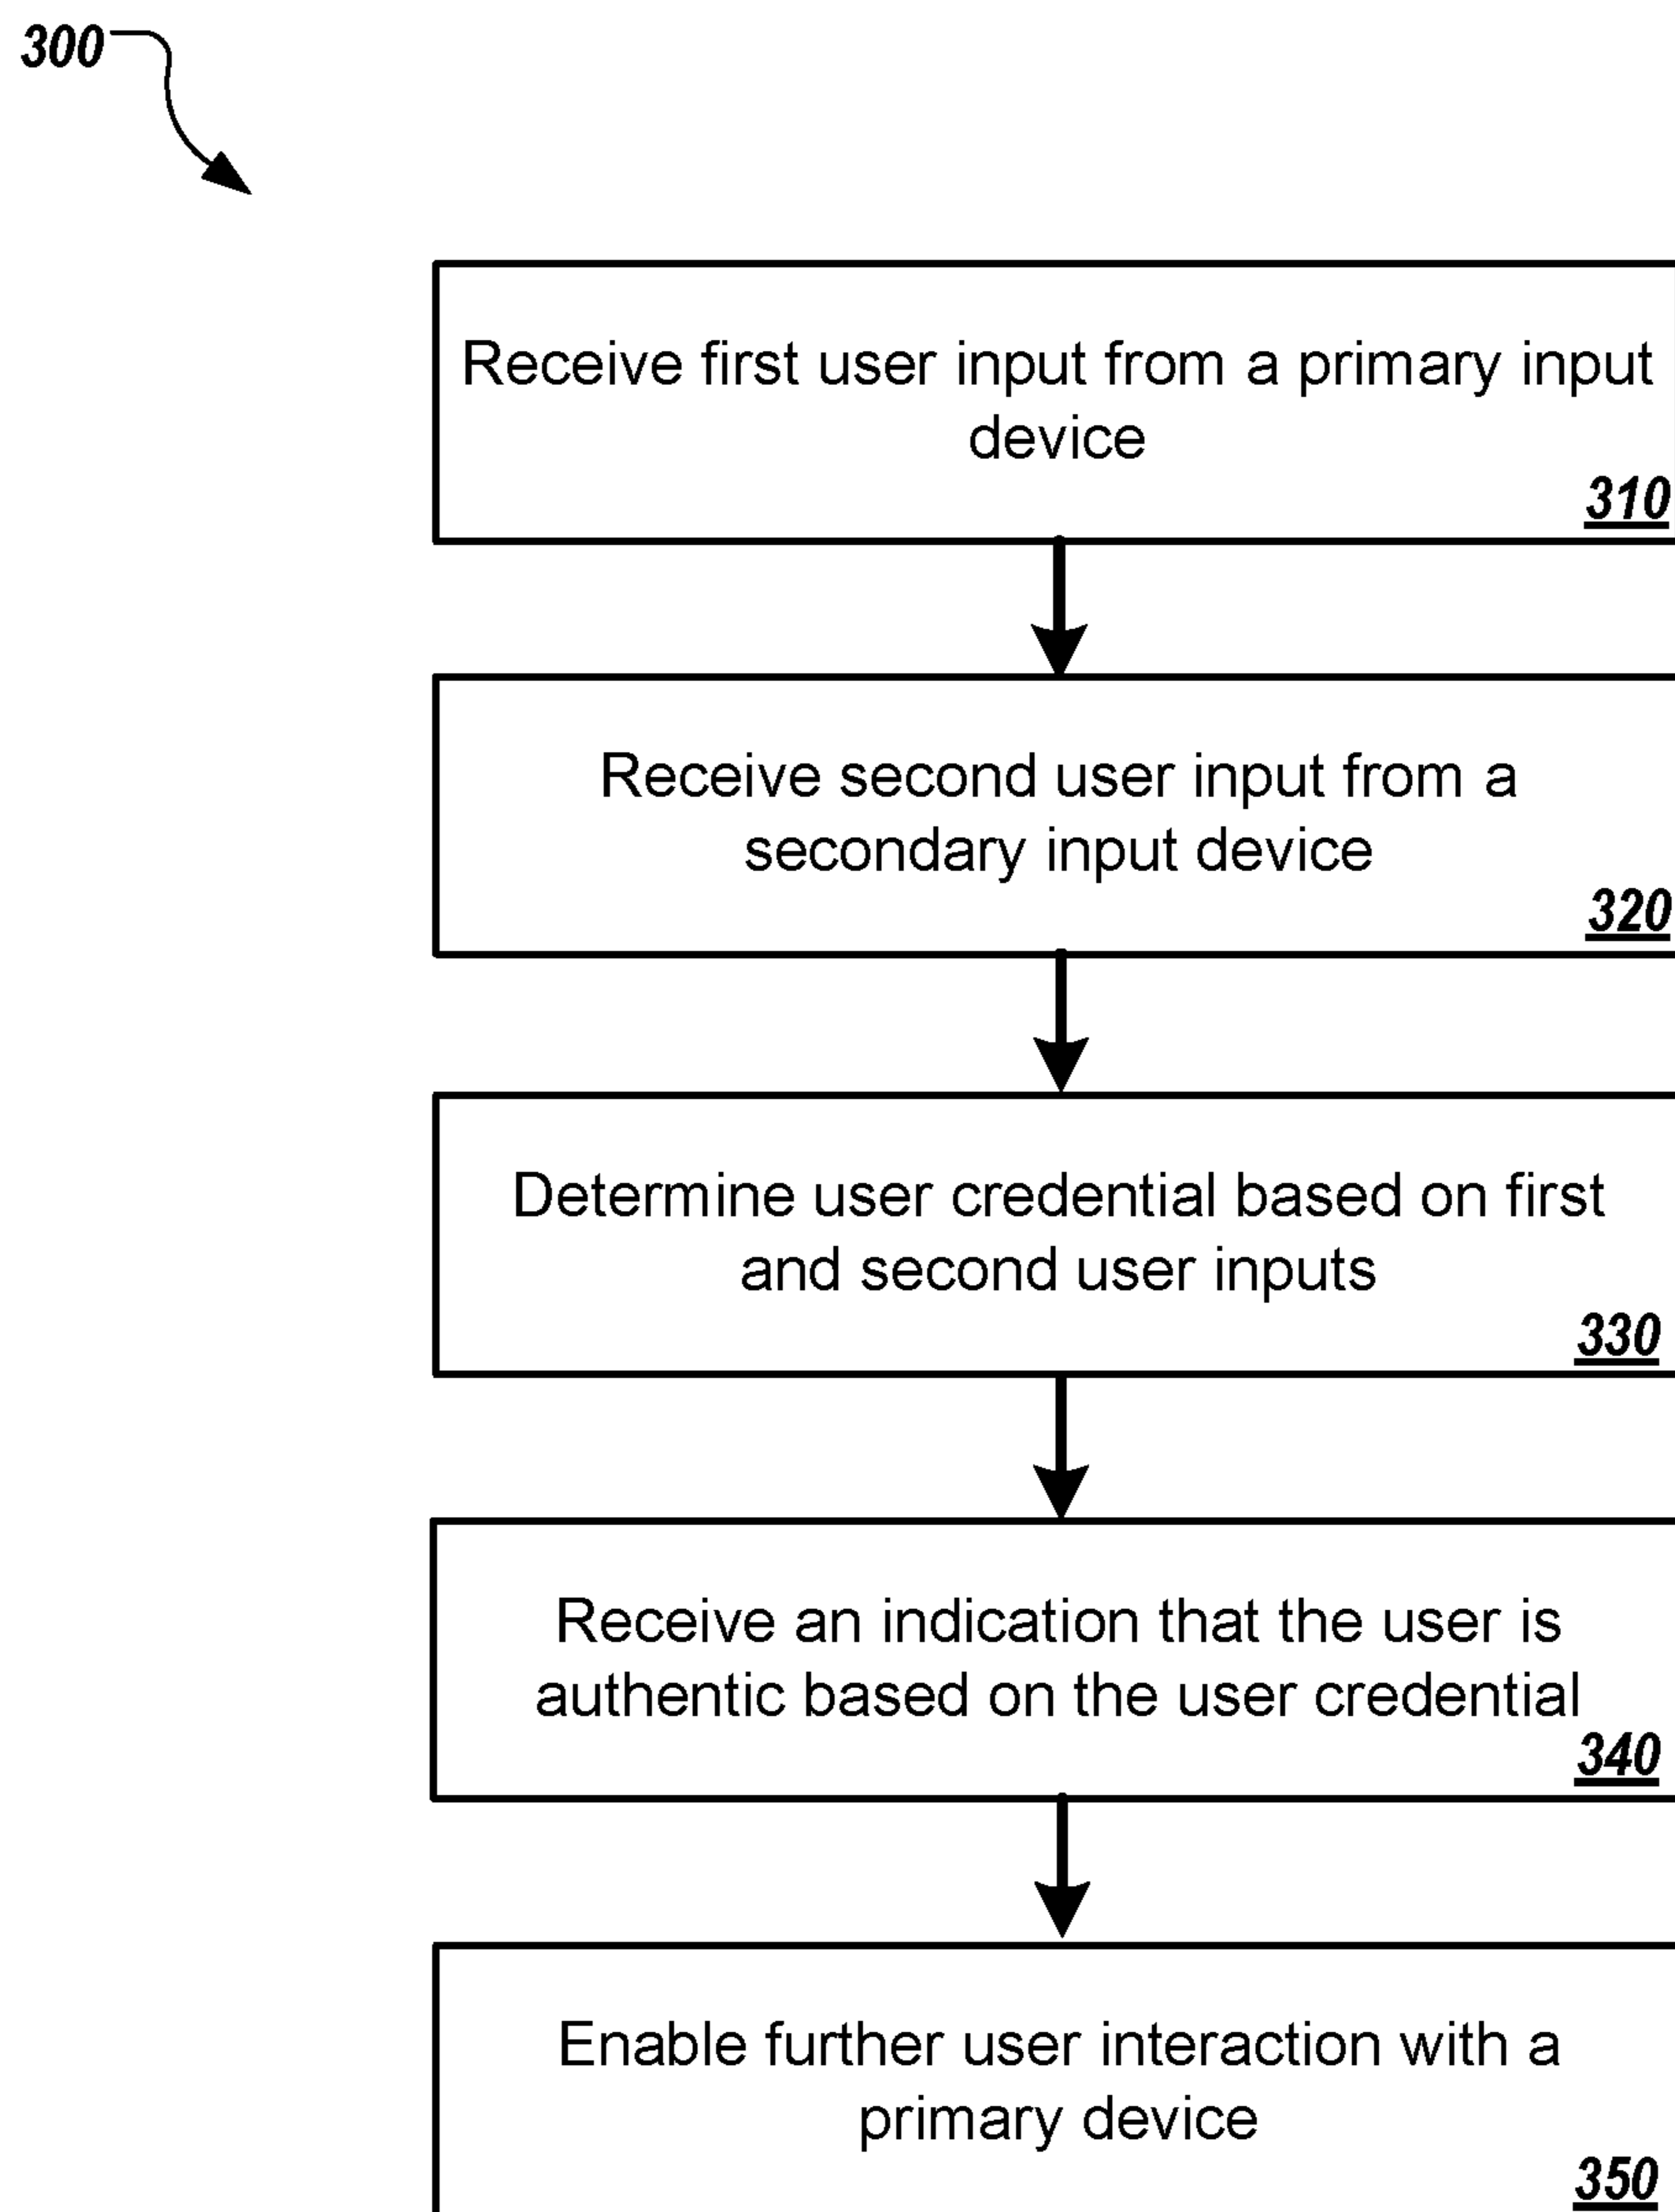 300
Receive first user input from a primary input
device
310
Receive second user input from a
secondary input device
320
Determine user credential based on first
and second user inputs
330
Receive an indication that the user is
authentic based on the user credential
340
Enable further user interaction with a
primary device
350